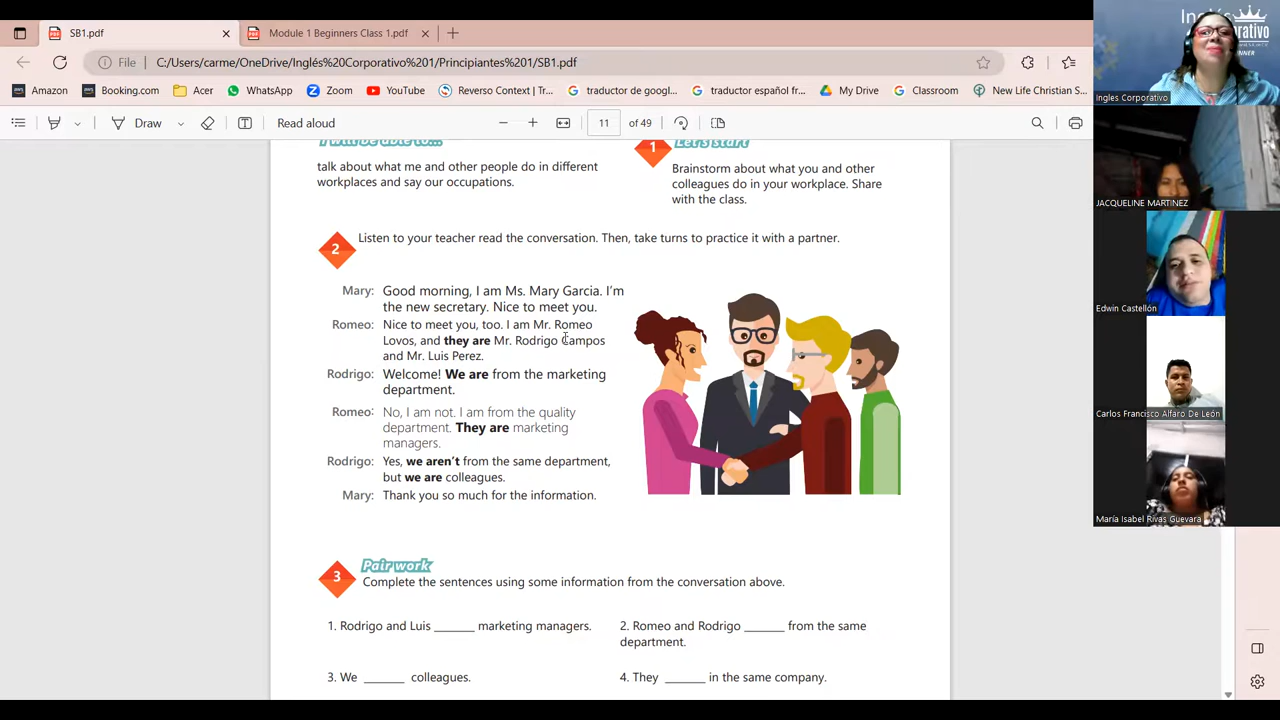 SB1.pdf
Module 1 Beginners Class 1.pdf
File
C:/Users/carme/OneDrive/Inglés%20Corporativo%201/Principiantes%201/SB1.pdf
Amazon
Booking.com
Acer
WhatsApp
YouTube
Zoom
Reverso Context | Tr...
traductor de googl...
traductor español fr...
My Drive
Classroom
New Life Christian S...
Draw
Read aloud
11 of 49
I will be able to...
talk about what me and other people do in different
workplaces and say our occupations.
1
Let's start
Brainstorm about what you and other
colleagues do in your workplace. Share
with the class.
2
Listen to your teacher read the conversation. Then, take turns to practice it with a partner.
Mary: Good morning, I am Ms. Mary Garcia. I'm
the new secretary. Nice to meet you.
Romeo: Nice to meet you, too. I am Mr. Romeo
Lovos, and they are Mr. Rodrigo Campos
and Mr. Luis Perez.
Rodrigo: Welcome! We are from the marketing
department.
Romeo: No, I am not. I am from the quality
department. They are marketing
managers.
Rodrigo: Yes, we aren't from the same department,
but we are colleagues.
Mary: Thank you so much for the information.
3
Pair work
Complete the sentences using some information from the conversation above.
1. Rodrigo and Luis ______ marketing managers.
2. Romeo and Rodrigo ______ from the same
department.
3. We ______ colleagues.
4. They ______ in the same company.
Ingles Corporativo
JACQUELINE MARTINEZ
Edwin Castellón
Carlos Francisco Alfaro De León
María Isabel Rivas Guevara